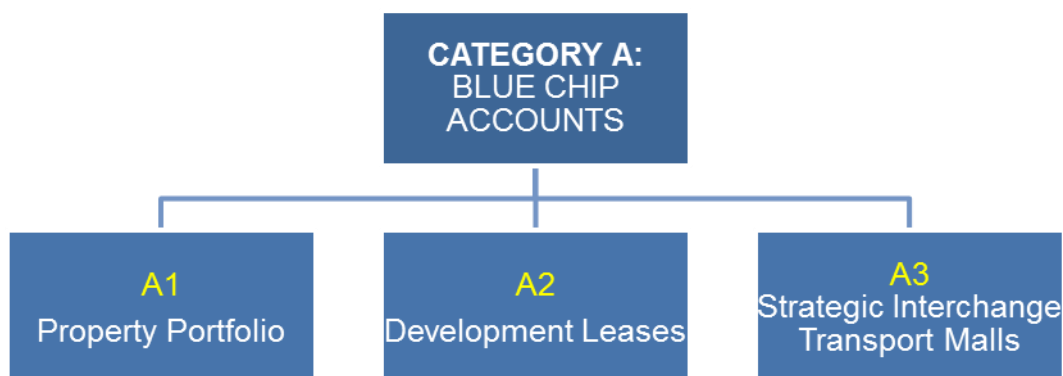 CATEGORY A:
BLUE CHIP
ACCOUNTS
A1
Property Portfolio
A2
Development Leases
A3
Strategic Interchange
Transport Malls